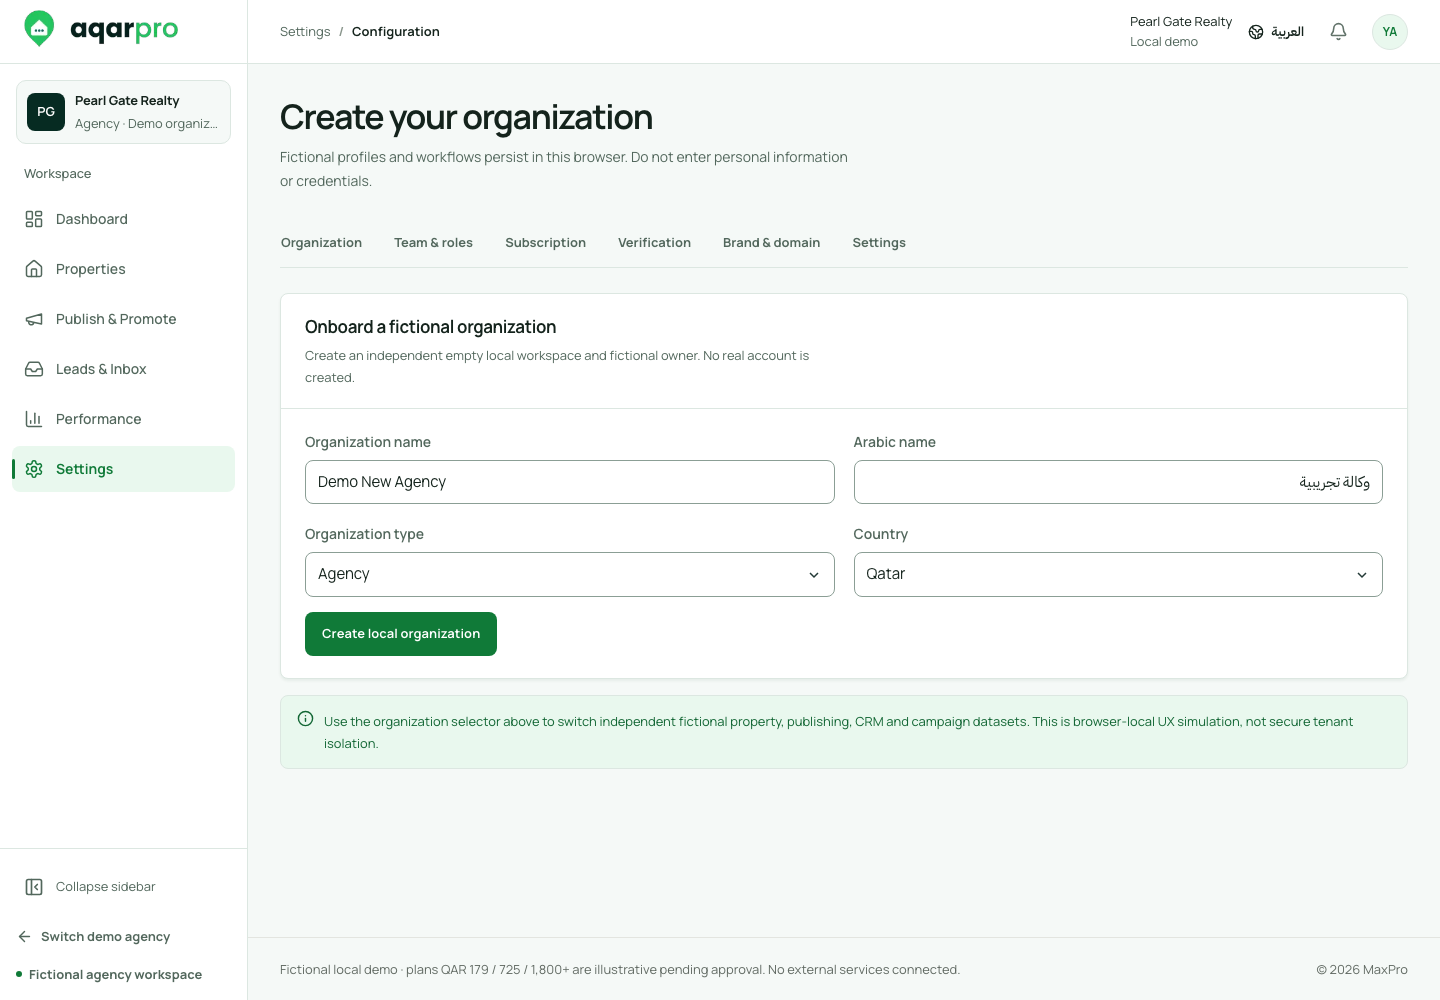 aqarpro
Settings / Configuration
Pearl Gate Realty
Local demo
العربية
YA
PG
Pearl Gate Realty
Agency · Demo organiz...
Workspace
Dashboard
Properties
Publish & Promote
Leads & Inbox
Performance
Settings
Collapse sidebar
Switch demo agency
Fictional agency workspace
Create your organization
Fictional profiles and workflows persist in this browser. Do not enter personal information
or credentials.
Organization Team & roles Subscription Verification Brand & domain Settings
Onboard a fictional organization
Create an independent empty local workspace and fictional owner. No real account is
created.
Organization name
Demo New Agency
Arabic name
وكالة تجريبية
Organization type
Agency
Country
Qatar
Create local organization
Use the organization selector above to switch independent fictional property, publishing, CRM and campaign datasets. This is browser-local UX simulation, not secure tenant
isolation.
Fictional local demo · plans QAR 179 / 725 / 1,800+ are illustrative pending approval. No external services connected.
© 2026 MaxPro